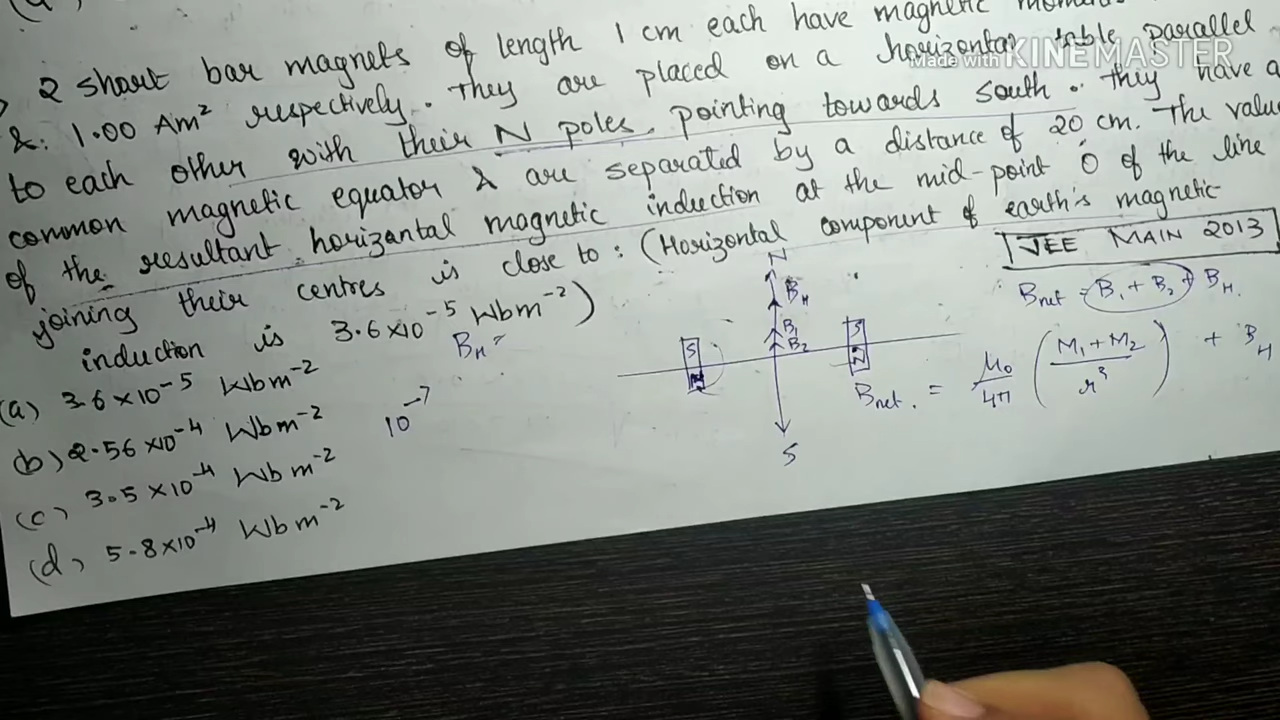 (a)
2 short bar magnets of length 1 cm each have magnetic
&. 1.00 Am² respectively. They are placed on a horizontal table parallel
to each other with their N poles, pointing towards south. They have a
common magnetic equator & are separated by a distance of 20 cm. The value
of the resultant horizantal magnetic induction at the mid-point O of the line
joining their centres is close to: (Horizontal component of earth's magnetic
induction is 3.6×10⁻⁵ Wbm⁻²)
JEE MAIN 2013
(a) 3.6×10⁻⁵ Wbm⁻²
(b) 2.56×10⁻⁴ Wbm⁻²
(c) 3.5×10⁻⁴ Wbm⁻²
(d) 5.8×10⁻⁴ Wbm⁻²
B_H =
10⁻⁷
N
B_H
B₁
B₂
S
N
S
N
S
Bnet = B₁ + B₂ + B_H.
Bnet. = μ₀/4π (M₁+M₂/r³) + B_H
Made with KINEMASTER